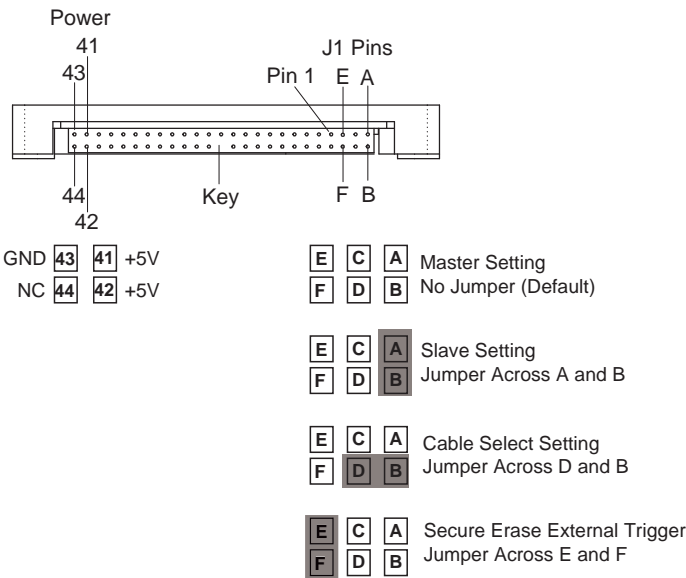 Power
41
J1 Pins
43
Pin 1 E A
44
Key
F B
42
GND 43 41 +5V
NC 44 42 +5V
E C A Master Setting
F D B No Jumper (Default)
E C A Slave Setting
F D B Jumper Across A and B
E C A Cable Select Setting
F D B Jumper Across D and B
E C A Secure Erase External Trigger
F D B Jumper Across E and F